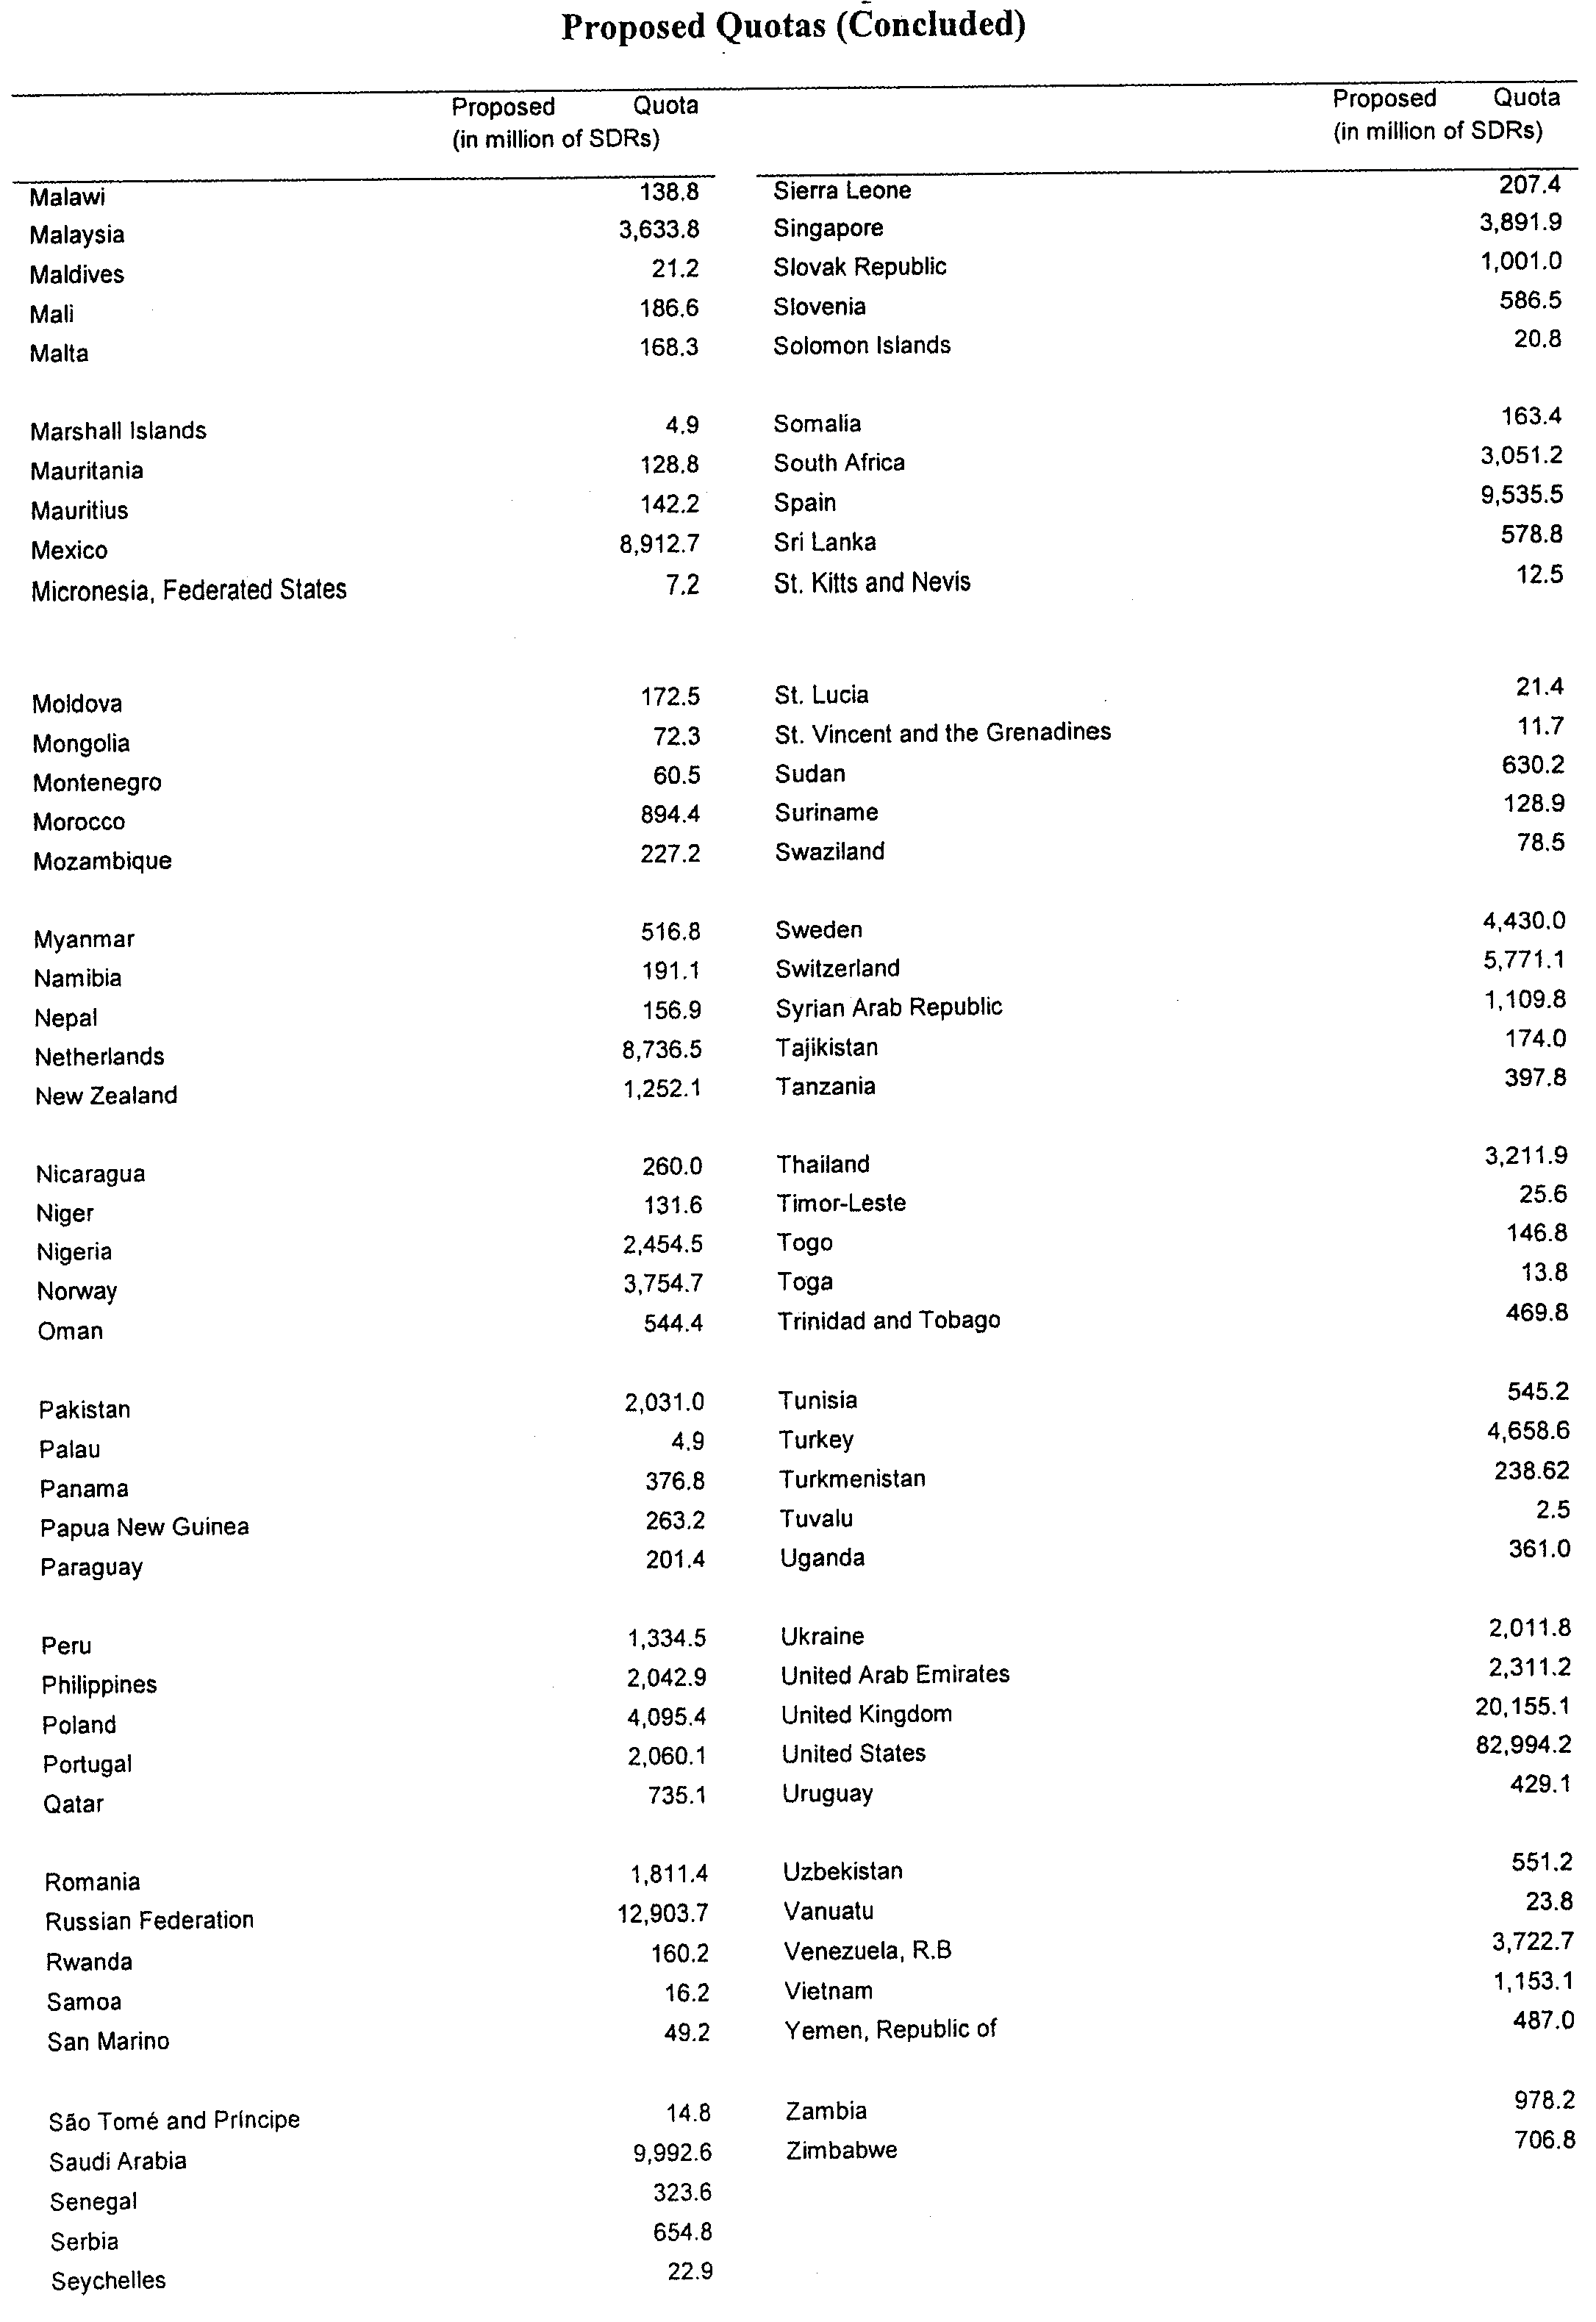 Proposed Quotas (Concluded)
Proposed Quota Proposed Quota
(in million of SDRs) (in million of SDRs)
Malawi 138.8 Sierra Leone 207.4
Malaysia 3,633.8 Singapore 3,891.9
Maldives 21.2 Slovak Republic 1,001.0
Mali 186.6 Slovenia 586.5
Malta 168.3 Solomon Islands 20.8
Marshall Islands 4.9 Somalia 163.4
Mauritania 128.8 South Africa 3,051.2
Mauritius 142.2 Spain 9,535.5
Mexico 8,912.7 Sri Lanka 578.8
Micronesia, Federated States 7.2 St. Kitts and Nevis 12.5
Moldova 172.5 St. Lucia 21.4
Mongolia 72.3 St. Vincent and the Grenadines 11.7
Montenegro 60.5 Sudan 630.2
Morocco 894.4 Suriname 128.9
Mozambique 227.2 Swaziland 78.5
Myanmar 516.8 Sweden 4,430.0
Namibia 191.1 Switzerland 5,771.1
Nepal 156.9 Syrian Arab Republic 1,109.8
Netherlands 8,736.5 Tajikistan 174.0
New Zealand 1,252.1 Tanzania 397.8
Nicaragua 260.0 Thailand 3,211.9
Niger 131.6 Timor-Leste 25.6
Nigeria 2,454.5 Togo 146.8
Norway 3,754.7 Toga 13.8
Oman 544.4 Trinidad and Tobago 469.8
Pakistan 2,031.0 Tunisia 545.2
Palau 4.9 Turkey 4,658.6
Panama 376.8 Turkmenistan 238.62
Papua New Guinea 263.2 Tuvalu 2.5
Paraguay 201.4 Uganda 361.0
Peru 1,334.5 Ukraine 2,011.8
Philippines 2,042.9 United Arab Emirates 2,311.2
Poland 4,095.4 United Kingdom 20,155.1
Portugal 2,060.1 United States 82,994.2
Qatar 735.1 Uruguay 429.1
Romania 1,811.4 Uzbekistan 551.2
Russian Federation 12,903.7 Vanuatu 23.8
Rwanda 160.2 Venezuela, R.B 3,722.7
Samoa 16.2 Vietnam 1,153.1
San Marino 49.2 Yemen, Republic of 487.0
São Tomé and Príncipe 14.8 Zambia 978.2
Saudi Arabia 9,992.6 Zimbabwe 706.8
Senegal 323.6
Serbia 654.8
Seychelles 22.9